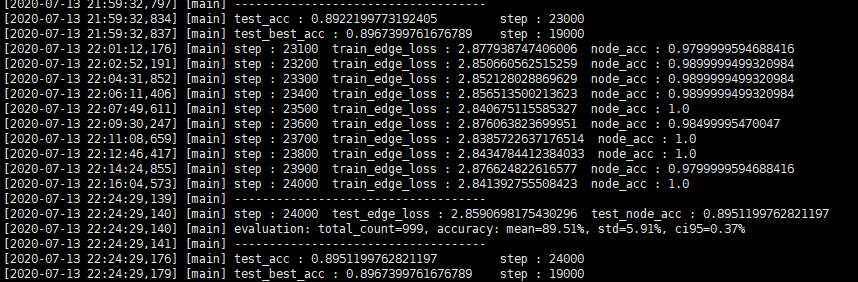 [2020-07-13 21:59:32,797] [main] ------------------------------------
[2020-07-13 21:59:32,834] [main] test_acc : 0.8922199773192405 step : 23000
[2020-07-13 21:59:32,837] [main] test_best_acc : 0.8967399761676789 step : 19000
[2020-07-13 22:01:12,176] [main] step : 23100 train_edge_loss : 2.877938747406006 node_acc : 0.9799999594688416
[2020-07-13 22:02:52,191] [main] step : 23200 train_edge_loss : 2.850660562515259 node_acc : 0.9899999499320984
[2020-07-13 22:04:31,852] [main] step : 23300 train_edge_loss : 2.852128028869629 node_acc : 0.9899999499320984
[2020-07-13 22:06:11,406] [main] step : 23400 train_edge_loss : 2.856513500213623 node_acc : 0.9899999499320984
[2020-07-13 22:07:49,611] [main] step : 23500 train_edge_loss : 2.840675115585327 node_acc : 1.0
[2020-07-13 22:09:30,247] [main] step : 23600 train_edge_loss : 2.876063823699951 node_acc : 0.98499995470047
[2020-07-13 22:11:08,659] [main] step : 23700 train_edge_loss : 2.8385722637176514 node_acc : 1.0
[2020-07-13 22:12:46,417] [main] step : 23800 train_edge_loss : 2.8434784412384033 node_acc : 1.0
[2020-07-13 22:14:24,855] [main] step : 23900 train_edge_loss : 2.876624822616577 node_acc : 0.9799999594688416
[2020-07-13 22:16:04,573] [main] step : 24000 train_edge_loss : 2.841392755508423 node_acc : 1.0
[2020-07-13 22:24:29,139] [main] ------------------------------------
[2020-07-13 22:24:29,140] [main] step : 24000 test_edge_loss : 2.8590698175430296 test_node_acc : 0.8951199762821197
[2020-07-13 22:24:29,140] [main] evaluation: total_count=999, accuracy: mean=89.51%, std=5.91%, ci95=0.37%
[2020-07-13 22:24:29,141] [main] ------------------------------------
[2020-07-13 22:24:29,176] [main] test_acc : 0.8951199762821197 step : 24000
[2020-07-13 22:24:29,179] [main] test_best_acc : 0.8967399761676789 step : 19000